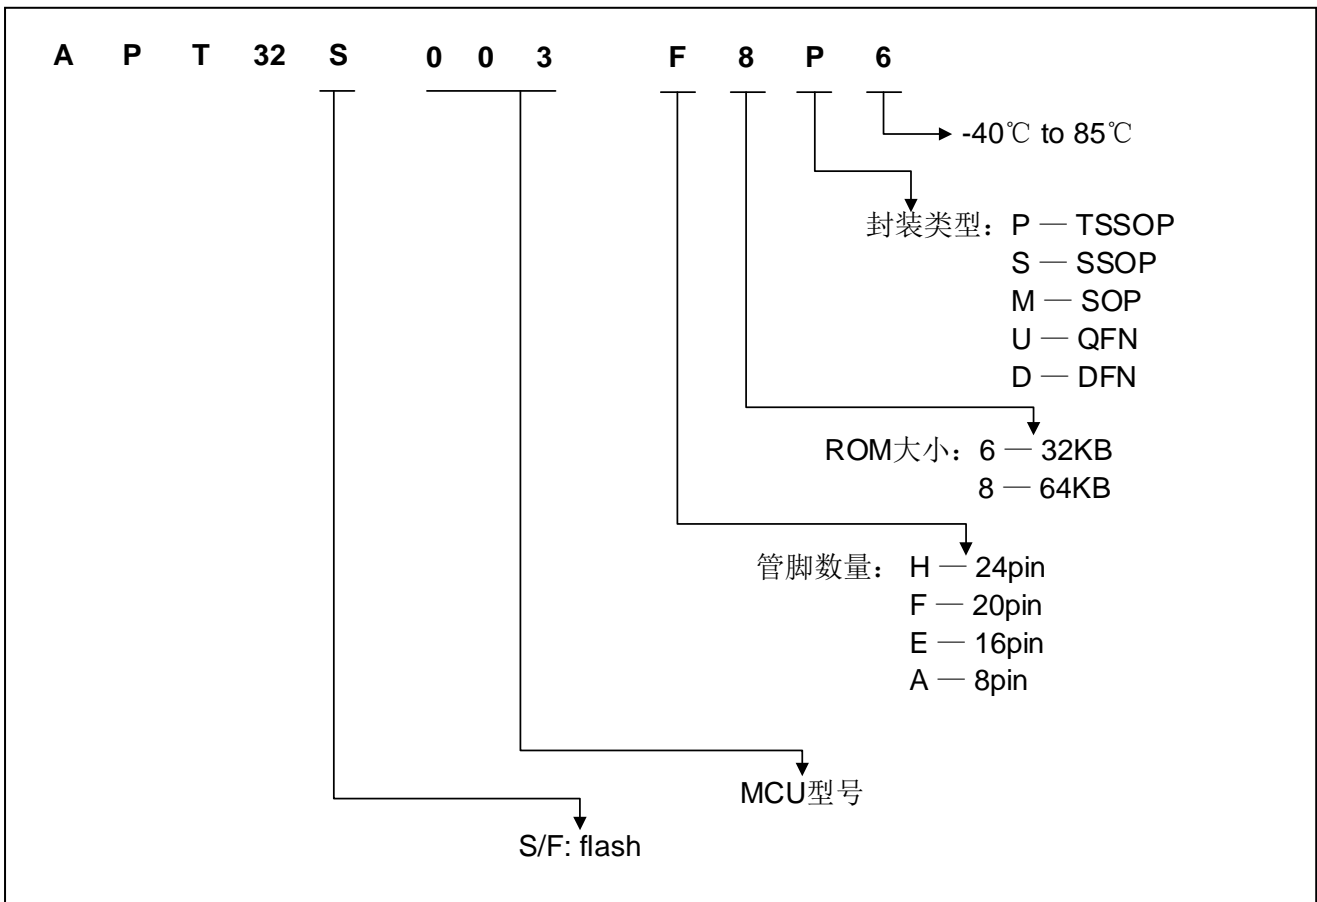 A P T 32 S 0 0 3 F 8 P 6
-40℃ to 85℃
封装类型：P — TSSOP
S — SSOP
M — SOP
U — QFN
D — DFN
ROM大小：6 — 32KB
8 — 64KB
管脚数量： H — 24pin
F — 20pin
E — 16pin
A — 8pin
MCU型号
S/F: flash